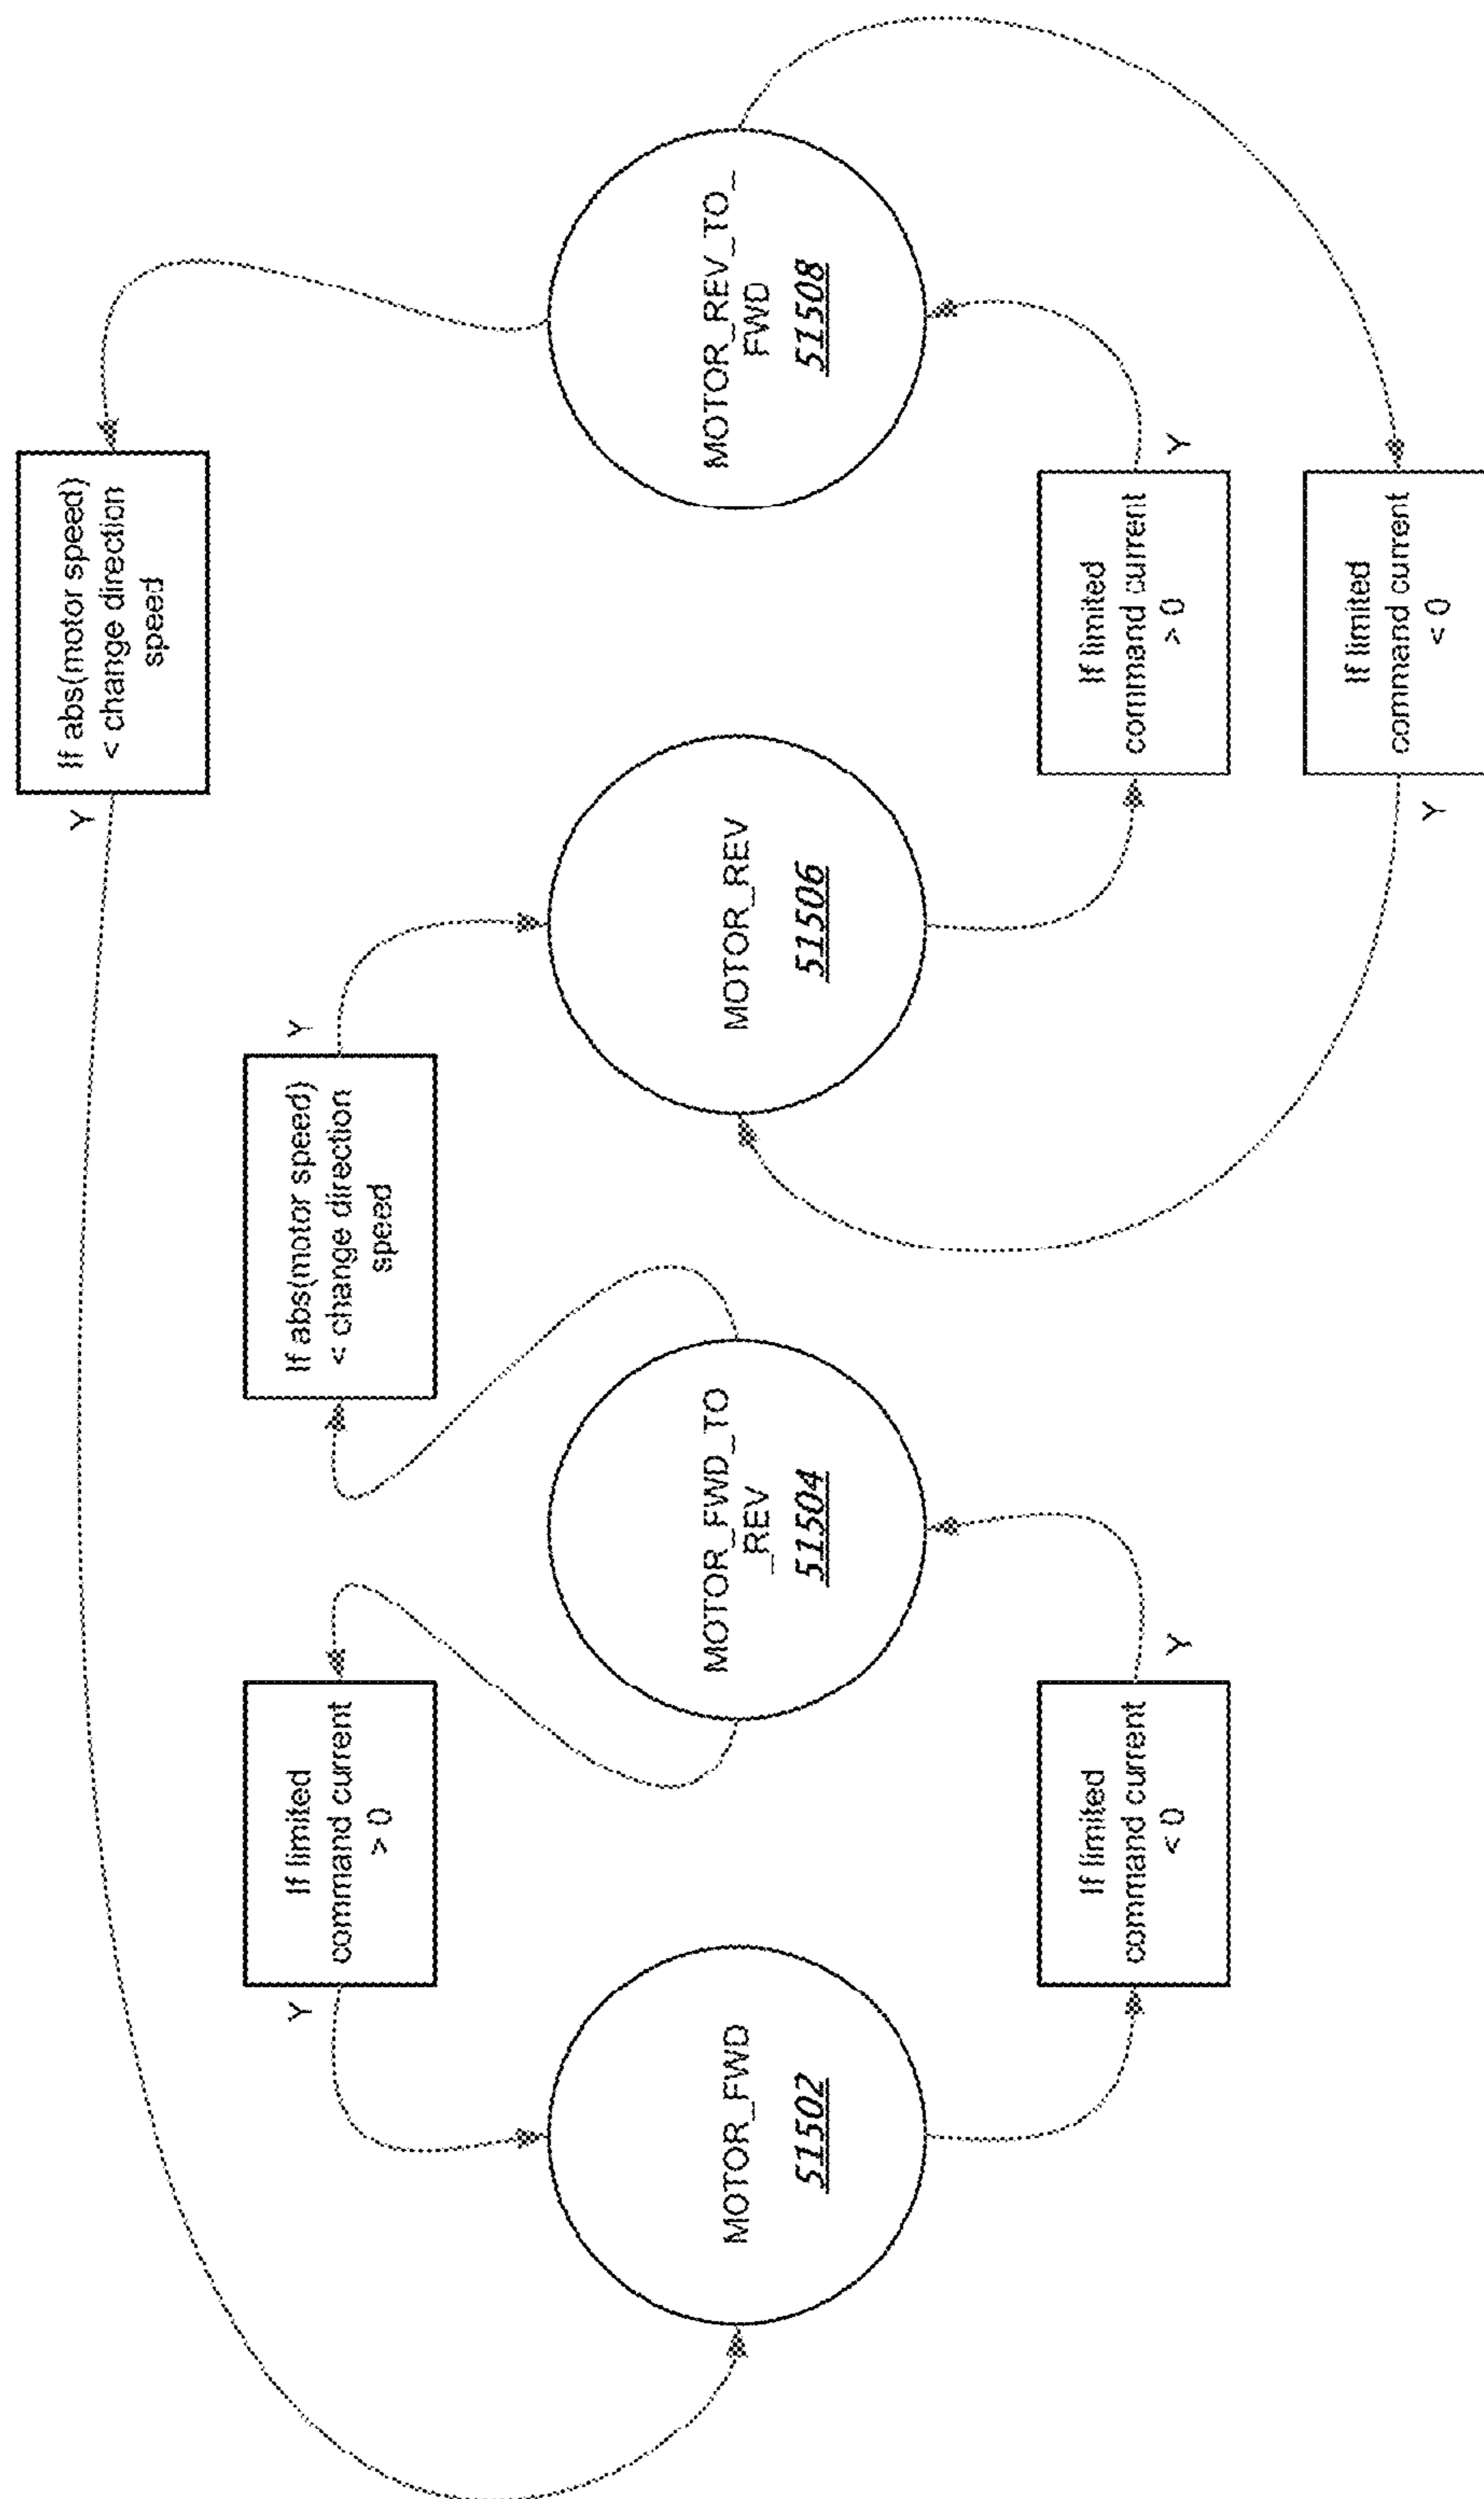 If abs(motor speed)
< change direction
speed
Y
If limited
command current
> 0
Y
If abs(motor speed)
< change direction
speed
Y
MOTOR_FWD
51502
MOTOR_FWD_TO
_REV
51504
MOTOR_REV
51506
MOTOR_REV_TO_
FWD
51508
If limited
command current
< 0
Y
If limited
command current
> 0
Y
If limited
command current
< 0
Y